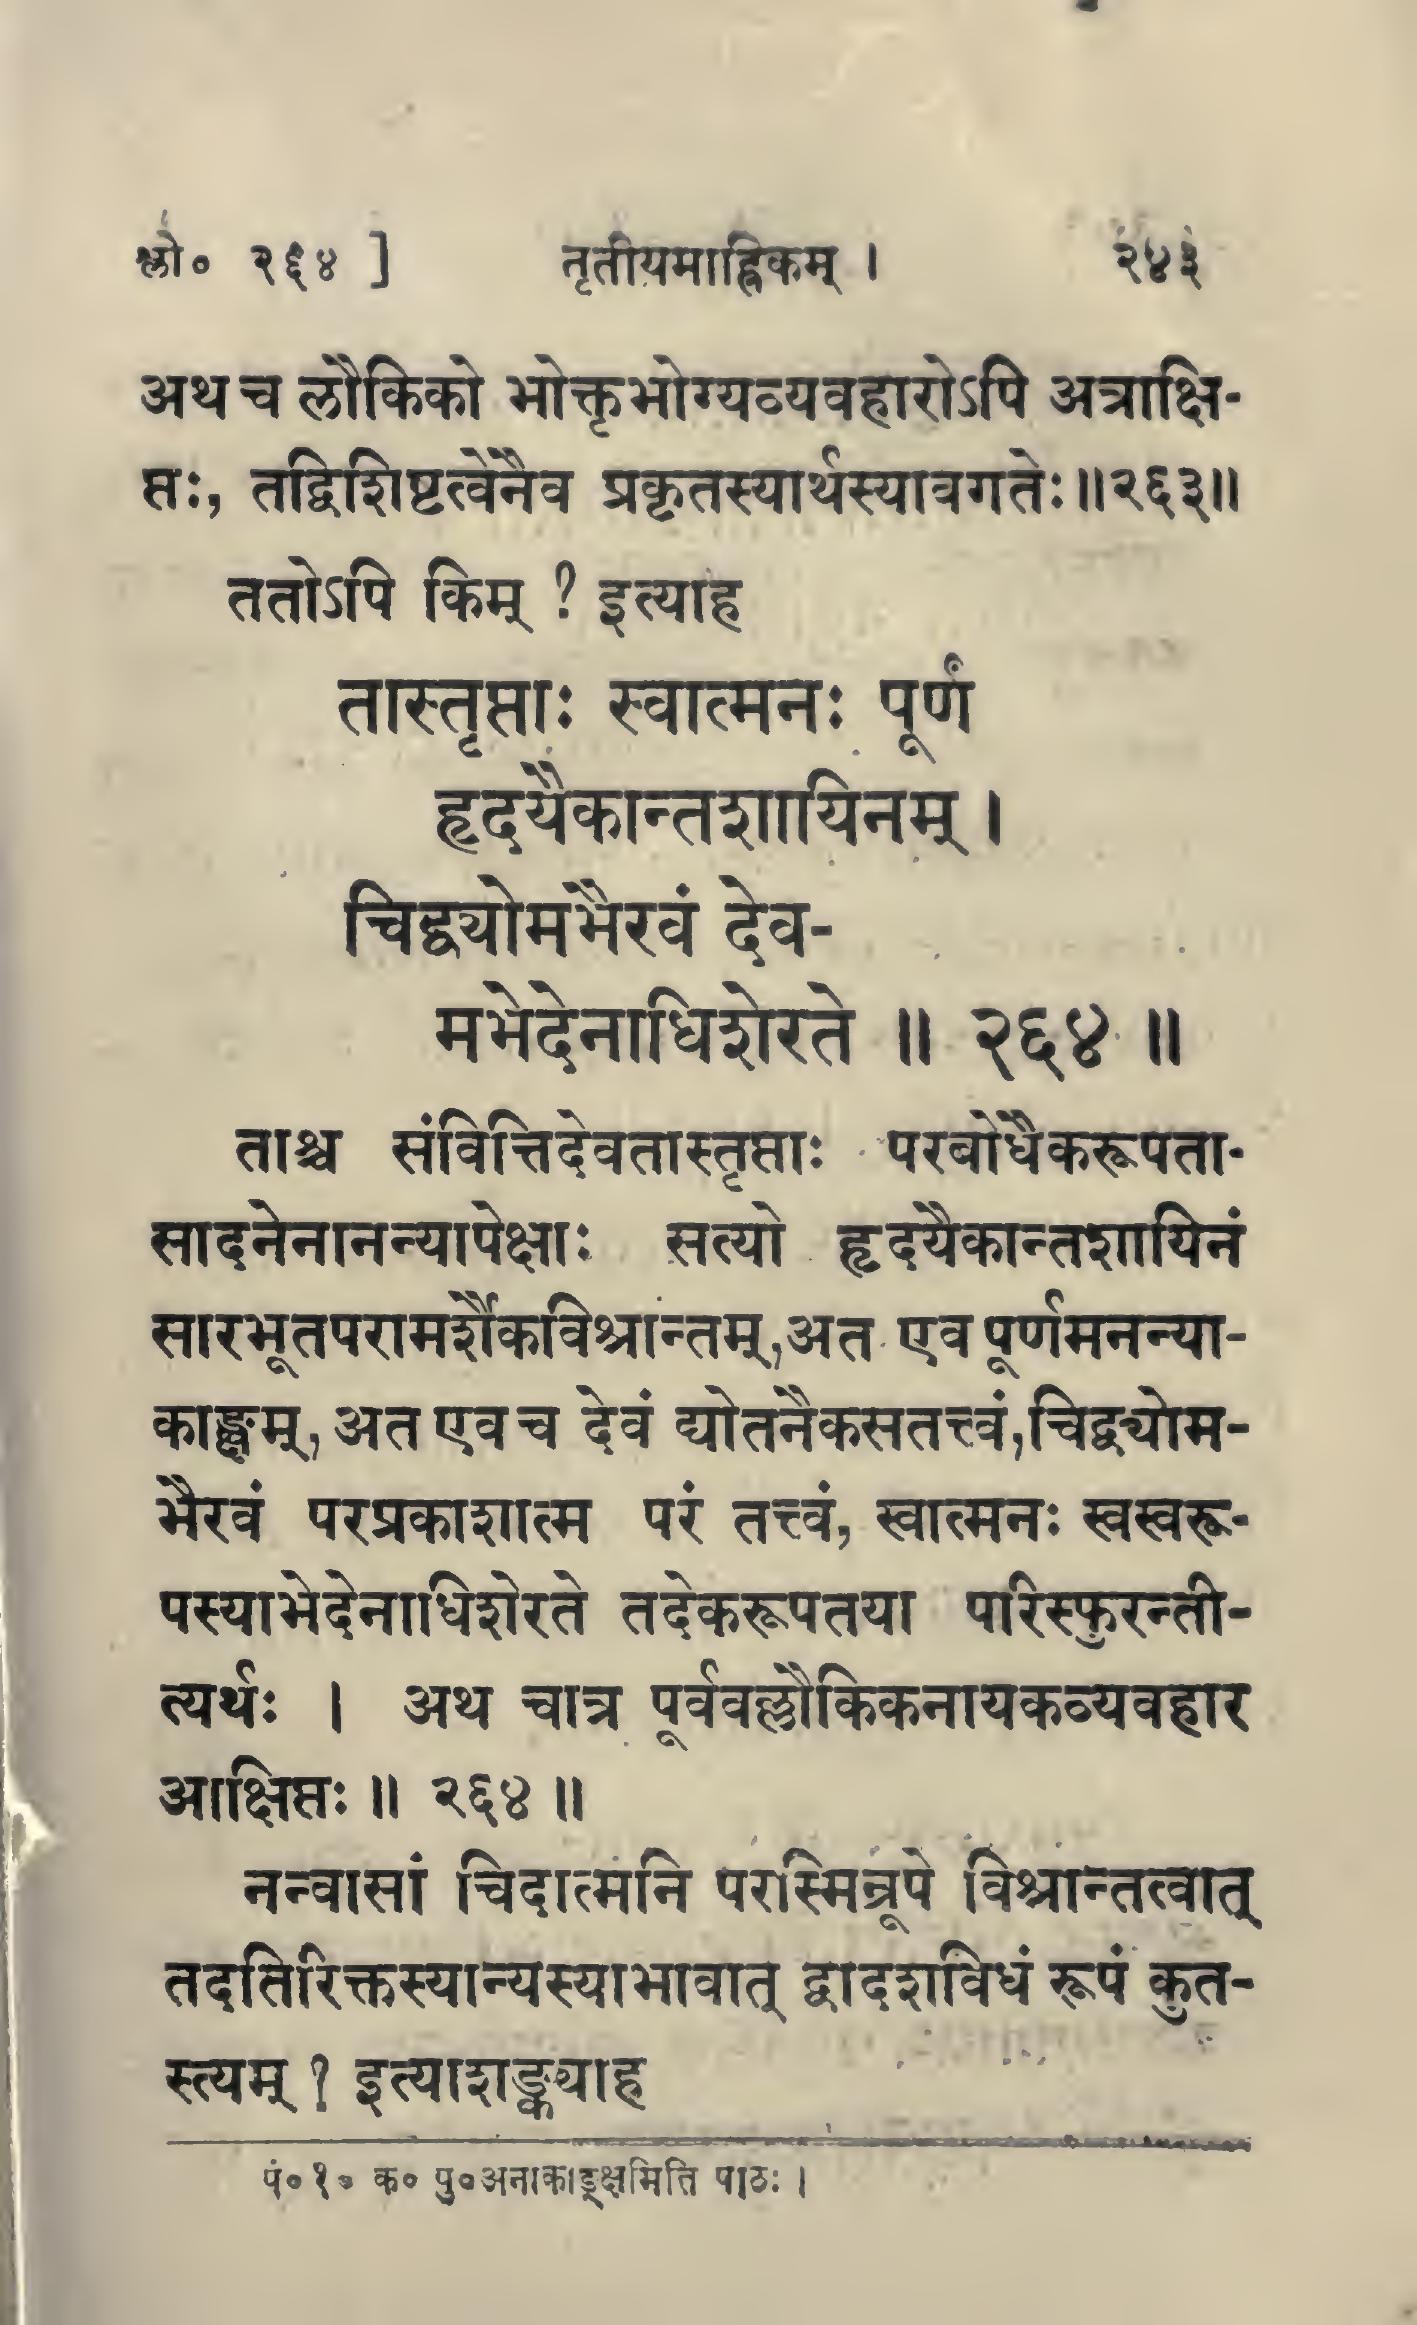 श्लो० २६४ ] तृतीयमाह्निकम् । २४३
अथ च लौकिको भोक्तृभोग्यव्यवहारोऽपि अत्राक्षि-
प्तः, तद्विशिष्टत्वेनैव प्रकृतस्यार्थस्यावगतेः॥२६३॥
ततोऽपि किम् ? इत्याह
तास्तृप्ताः स्वात्मनः पूर्णं
हृदयैकान्तशायिनम् ।
चिद्व्योमभैरवं देव-
मभेदेनाधिशेरते ॥ २६४ ॥
ताश्च संवित्तिदेवतास्तृप्ताः परबोधैकरूपता-
सादनेनानन्यापेक्षाः सत्यो हृदयैकान्तशायिनं
सारभूतपरामर्शैकविश्रान्तम्, अत एव पूर्णमनन्या-
काङ्क्षम्, अत एव च देवं द्योतनैकसतत्त्वं, चिद्व्योम-
भैरवं परप्रकाशात्म परं तत्त्वं, स्वात्मनः स्वस्वरू-
पस्याभेदेनाधिशेरते तदेकरूपतया परिस्फुरन्ती-
त्यर्थः । अथ चात्र पूर्ववल्लौकिकनायकव्यवहार
आक्षिप्तः ॥ २६४ ॥
नन्वासां चिदात्मनि परस्मिन्रूपे विश्रान्तत्वात्
तदतिरिक्तस्यान्यस्याभावात् द्वादशविधं रूपं कुत-
स्त्यम् ? इत्याशङ्क्याह
पं० १० क० पु० अनाकाङ्क्षमिति पाठः ।